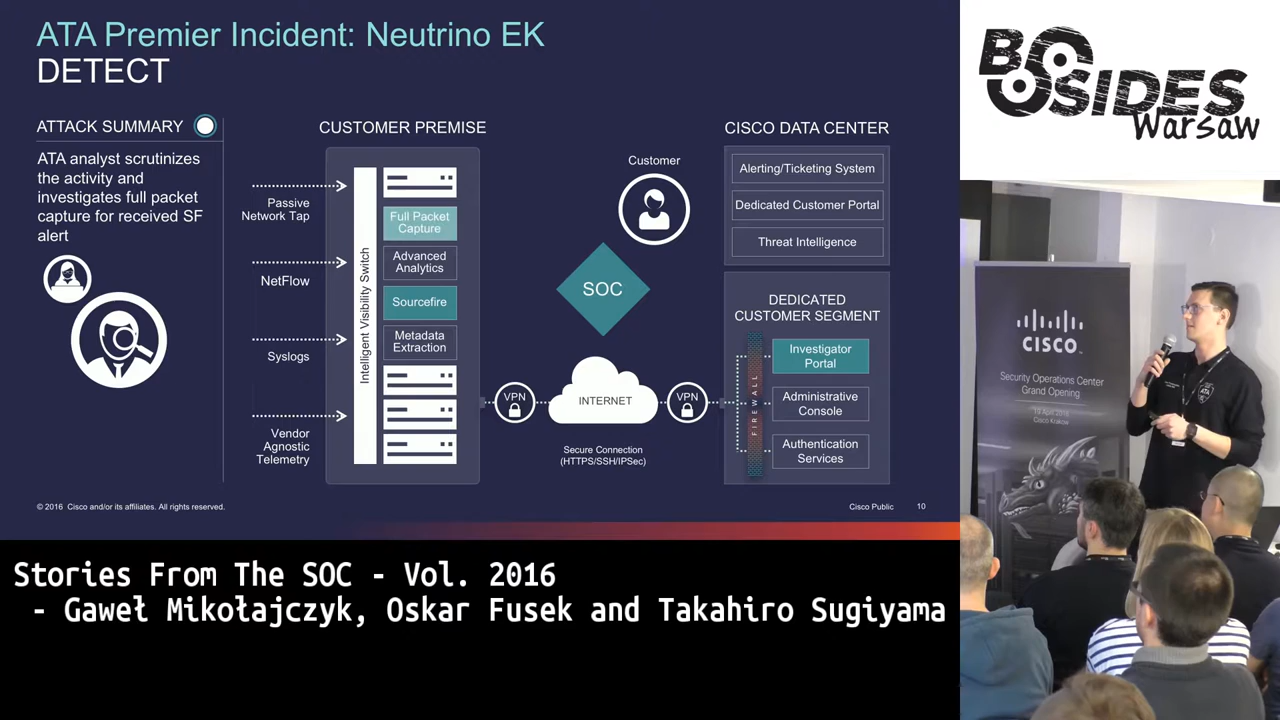 ATA Premier Incident: Neutrino EK
DETECT
ATTACK SUMMARY
ATA analyst scrutinizes
the activity and
investigates full packet
capture for received SF
alert
CUSTOMER PREMISE
Passive
Network Tap
NetFlow
Syslogs
Vendor
Agnostic
Telemetry
Intelligent Visibility Switch
Full Packet
Capture
Advanced
Analytics
Sourcefire
Metadata
Extraction
Customer
SOC
VPN
INTERNET
VPN
Secure Connection
(HTTPS/SSH/IPSec)
CISCO DATA CENTER
Alerting/Ticketing System
Dedicated Customer Portal
Threat Intelligence
DEDICATED
CUSTOMER SEGMENT
FIREWALL
Investigator
Portal
Administrative
Console
Authentication
Services
© 2016 Cisco and/or its affiliates. All rights reserved.
Cisco Public
10
BSIDES
Warsaw
CISCO
Security Operations Center
Grand Opening
Cisco Krakow
ATA
Stories From The SOC - Vol. 2016
- Gaweł Mikołajczyk, Oskar Fusek and Takahiro Sugiyama